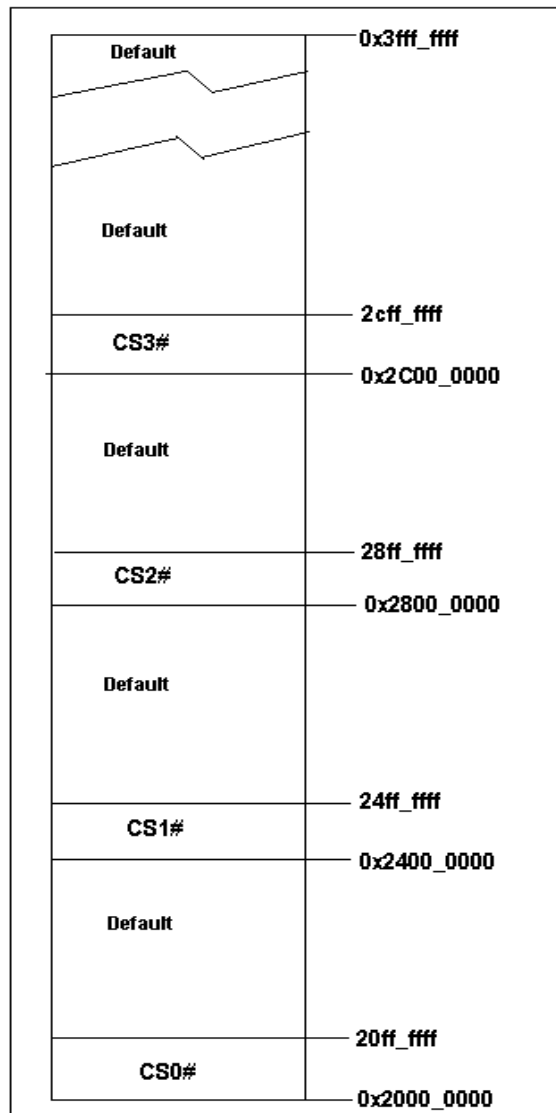 Default
0x3fff_ffff
Default
2cff_ffff
CS3#
0x2C00_0000
Default
28ff_ffff
CS2#
0x2800_0000
Default
24ff_ffff
CS1#
0x2400_0000
Default
20ff_ffff
CS0#
0x2000_0000